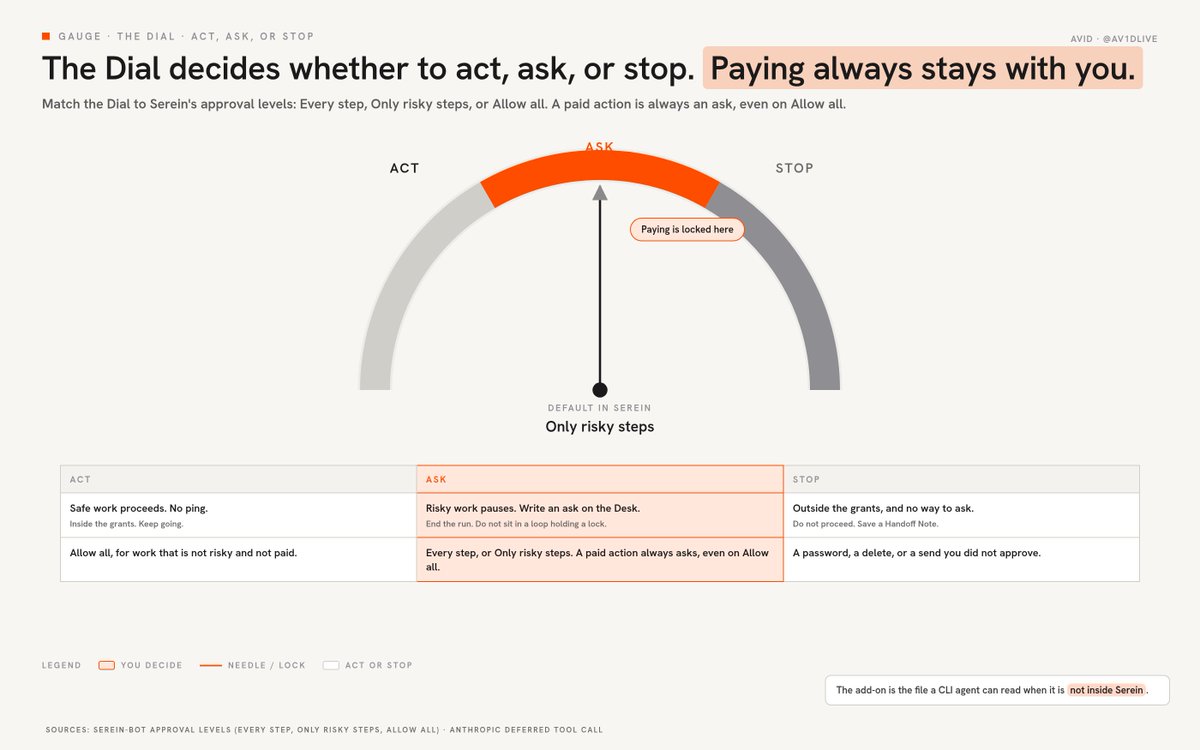 GAUGE · THE DIAL · ACT, ASK, OR STOP
AVID · @AV1DLIVE
The Dial decides whether to act, ask, or stop. Paying always stays with you.
Match the Dial to Serein's approval levels: Every step, Only risky steps, or Allow all. A paid action is always an ask, even on Allow all.
ASK
ACT
STOP
Paying is locked here
DEFAULT IN SEREIN
Only risky steps
ACT
ASK
STOP
Safe work proceeds. No ping.
Inside the grants. Keep going.
Risky work pauses. Write an ask on the Desk.
End the run. Do not sit in a loop holding a lock.
Outside the grants, and no way to ask.
Do not proceed. Save a Handoff Note.
Allow all, for work that is not risky and not paid.
Every step, or Only risky steps. A paid action always asks, even on Allow
all.
A password, a delete, or a send you did not approve.
LEGEND
YOU DECIDE
NEEDLE / LOCK
ACT OR STOP
The add-on is the file a CLI agent can read when it is not inside Serein.
SOURCES: SEREIN-BOT APPROVAL LEVELS (EVERY STEP, ONLY RISKY STEPS, ALLOW ALL) · ANTHROPIC DEFERRED TOOL CALL